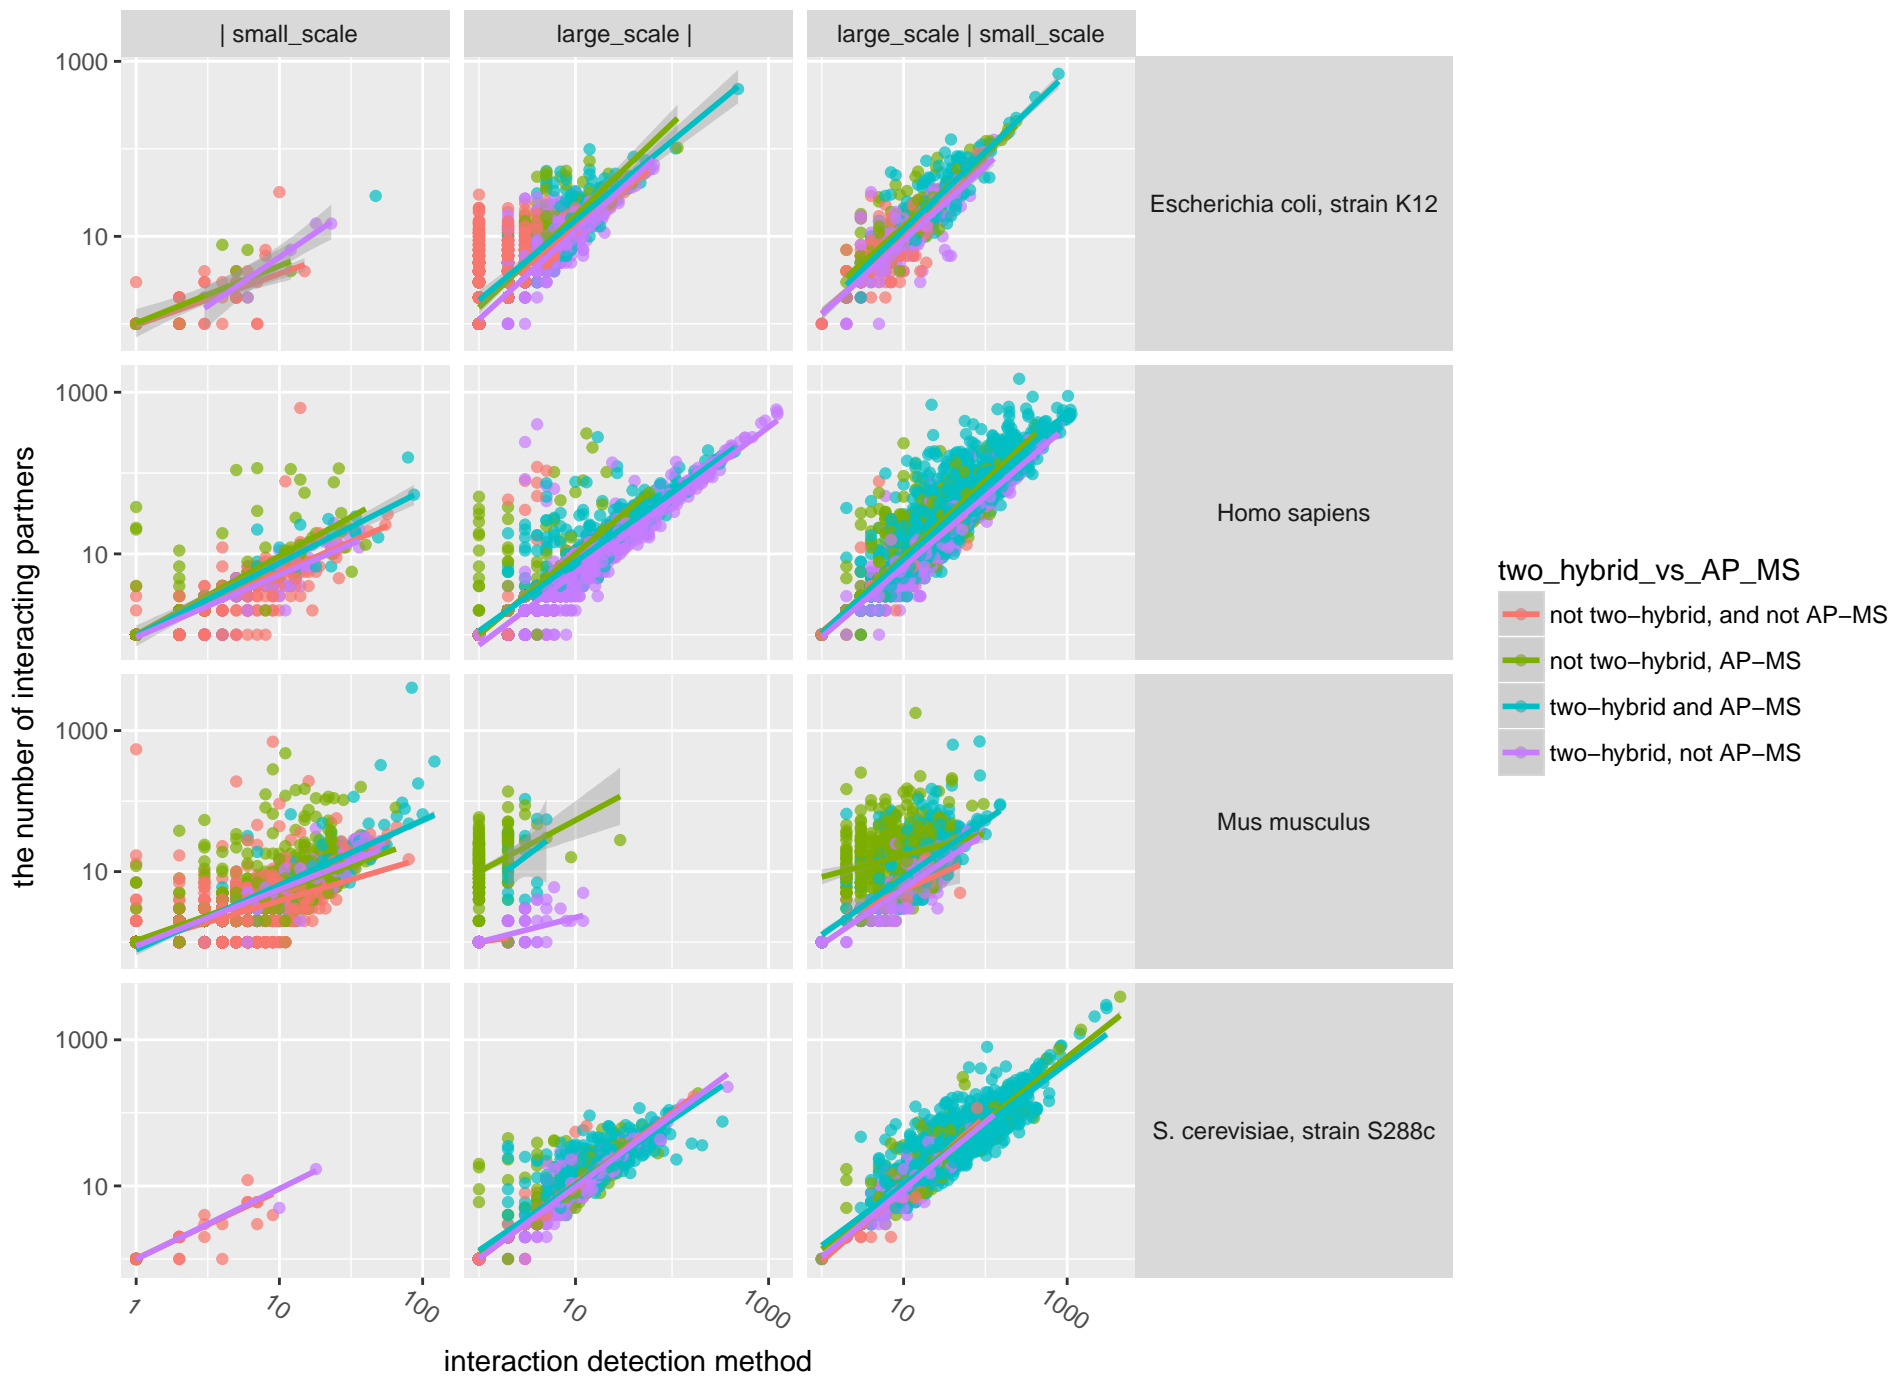 | small_scale
large_scale |
large_scale | small_scale
1000
10
Escherichia coli, strain K12
1000
10
Homo sapiens
1000
10
Mus musculus
1000
10
S. cerevisiae, strain S288c
1
10
100
10
1000
10
1000
interaction detection method
the number of interacting partners
two_hybrid_vs_AP_MS
not two−hybrid, and not AP−MS
not two−hybrid, AP−MS
two−hybrid and AP−MS
two−hybrid, not AP−MS